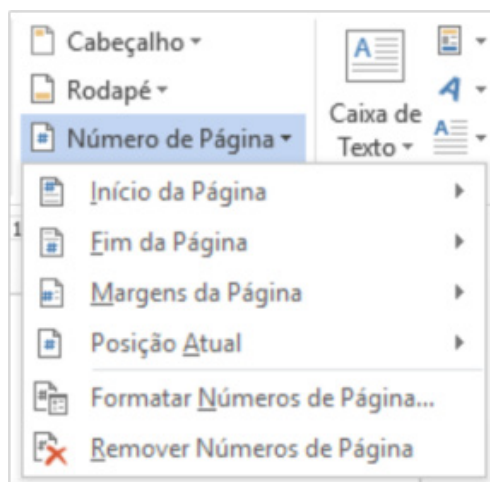 Cabeçalho
Rodapé
Número de Página
Caixa de
Texto
Início da Página
1
Fim da Página
Margens da Página
Posição Atual
Formatar Números de Página...
Remover Números de Página